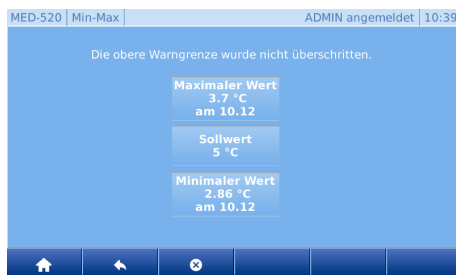 MED-520 Min-Max ADMIN angemeldet 10:39
Die obere Warngrenze wurde nicht überschritten.
Maximaler Wert
3.7 °C
am 10.12
Sollwert
5 °C
Minimaler Wert
2.86 °C
am 10.12